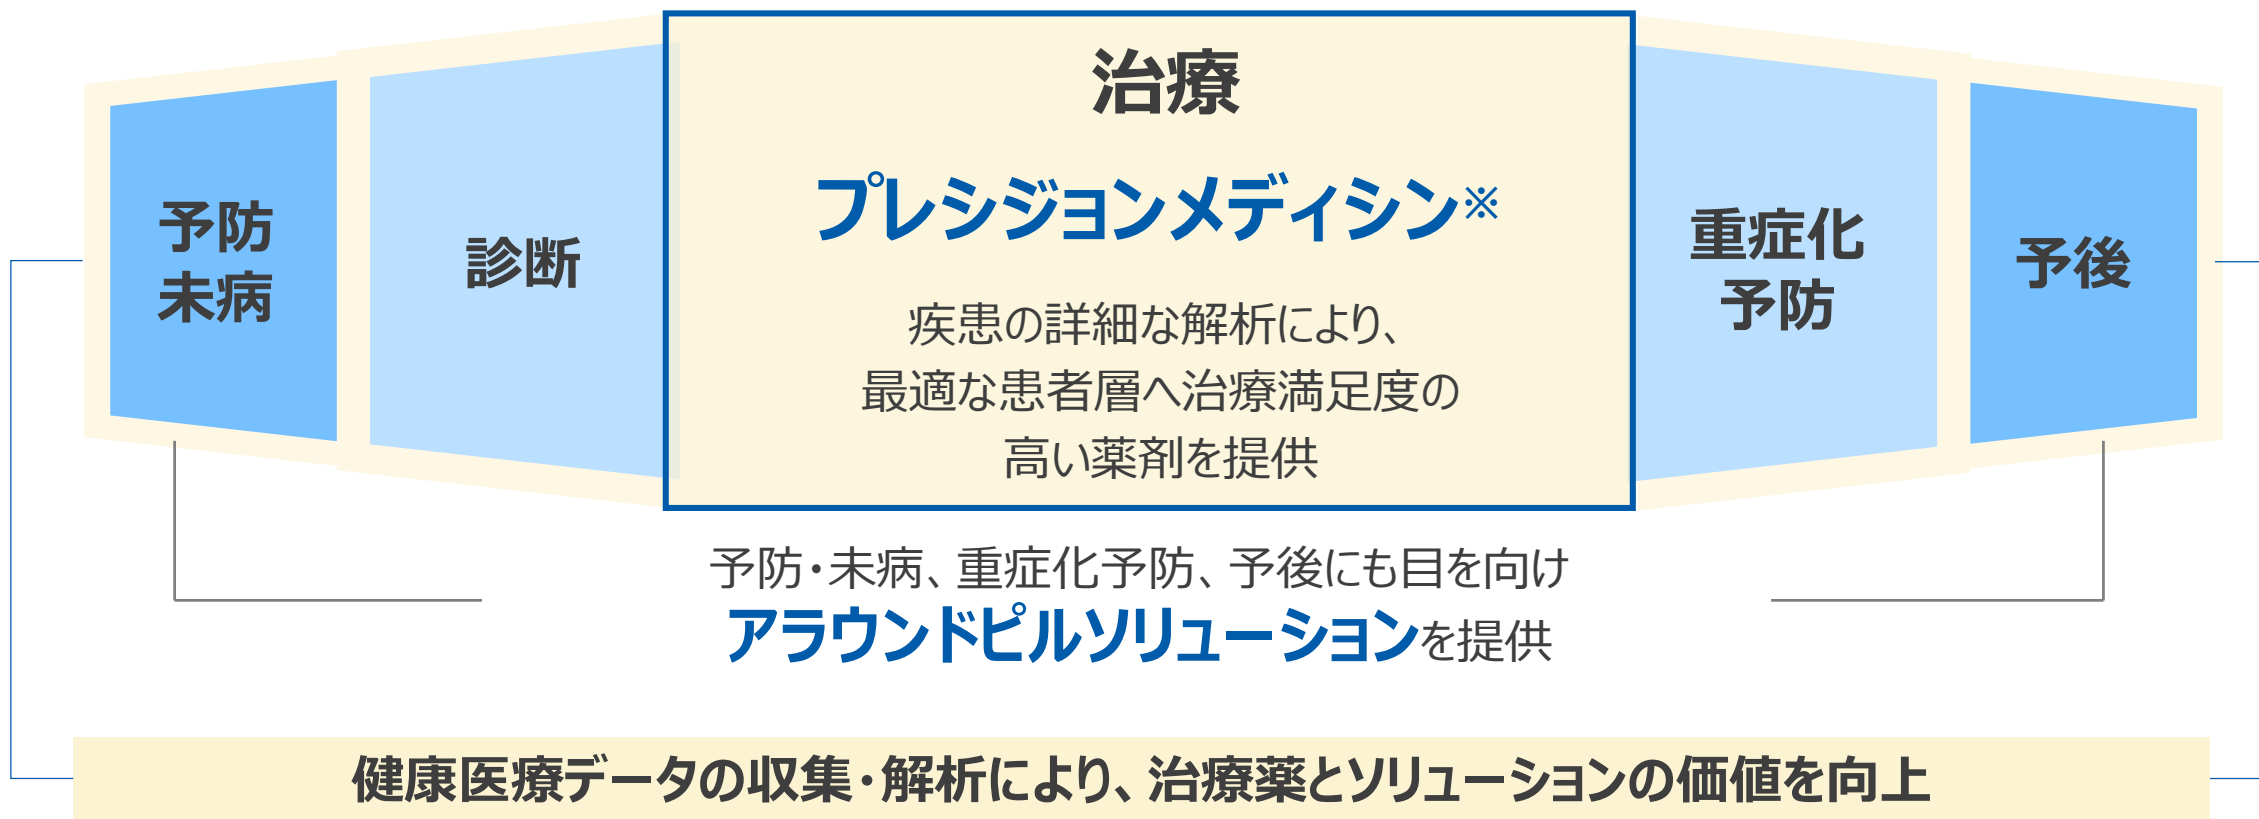 予防
未病
診断
治療
プレシジョンメディシン※
疾患の詳細な解析により、
最適な患者層へ治療満足度の
高い薬剤を提供
重症化
予防
予後
予防・未病、重症化予防、予後にも目を向け
アラウンドピルソリューションを提供
健康医療データの収集・解析により、治療薬とソリューションの価値を向上